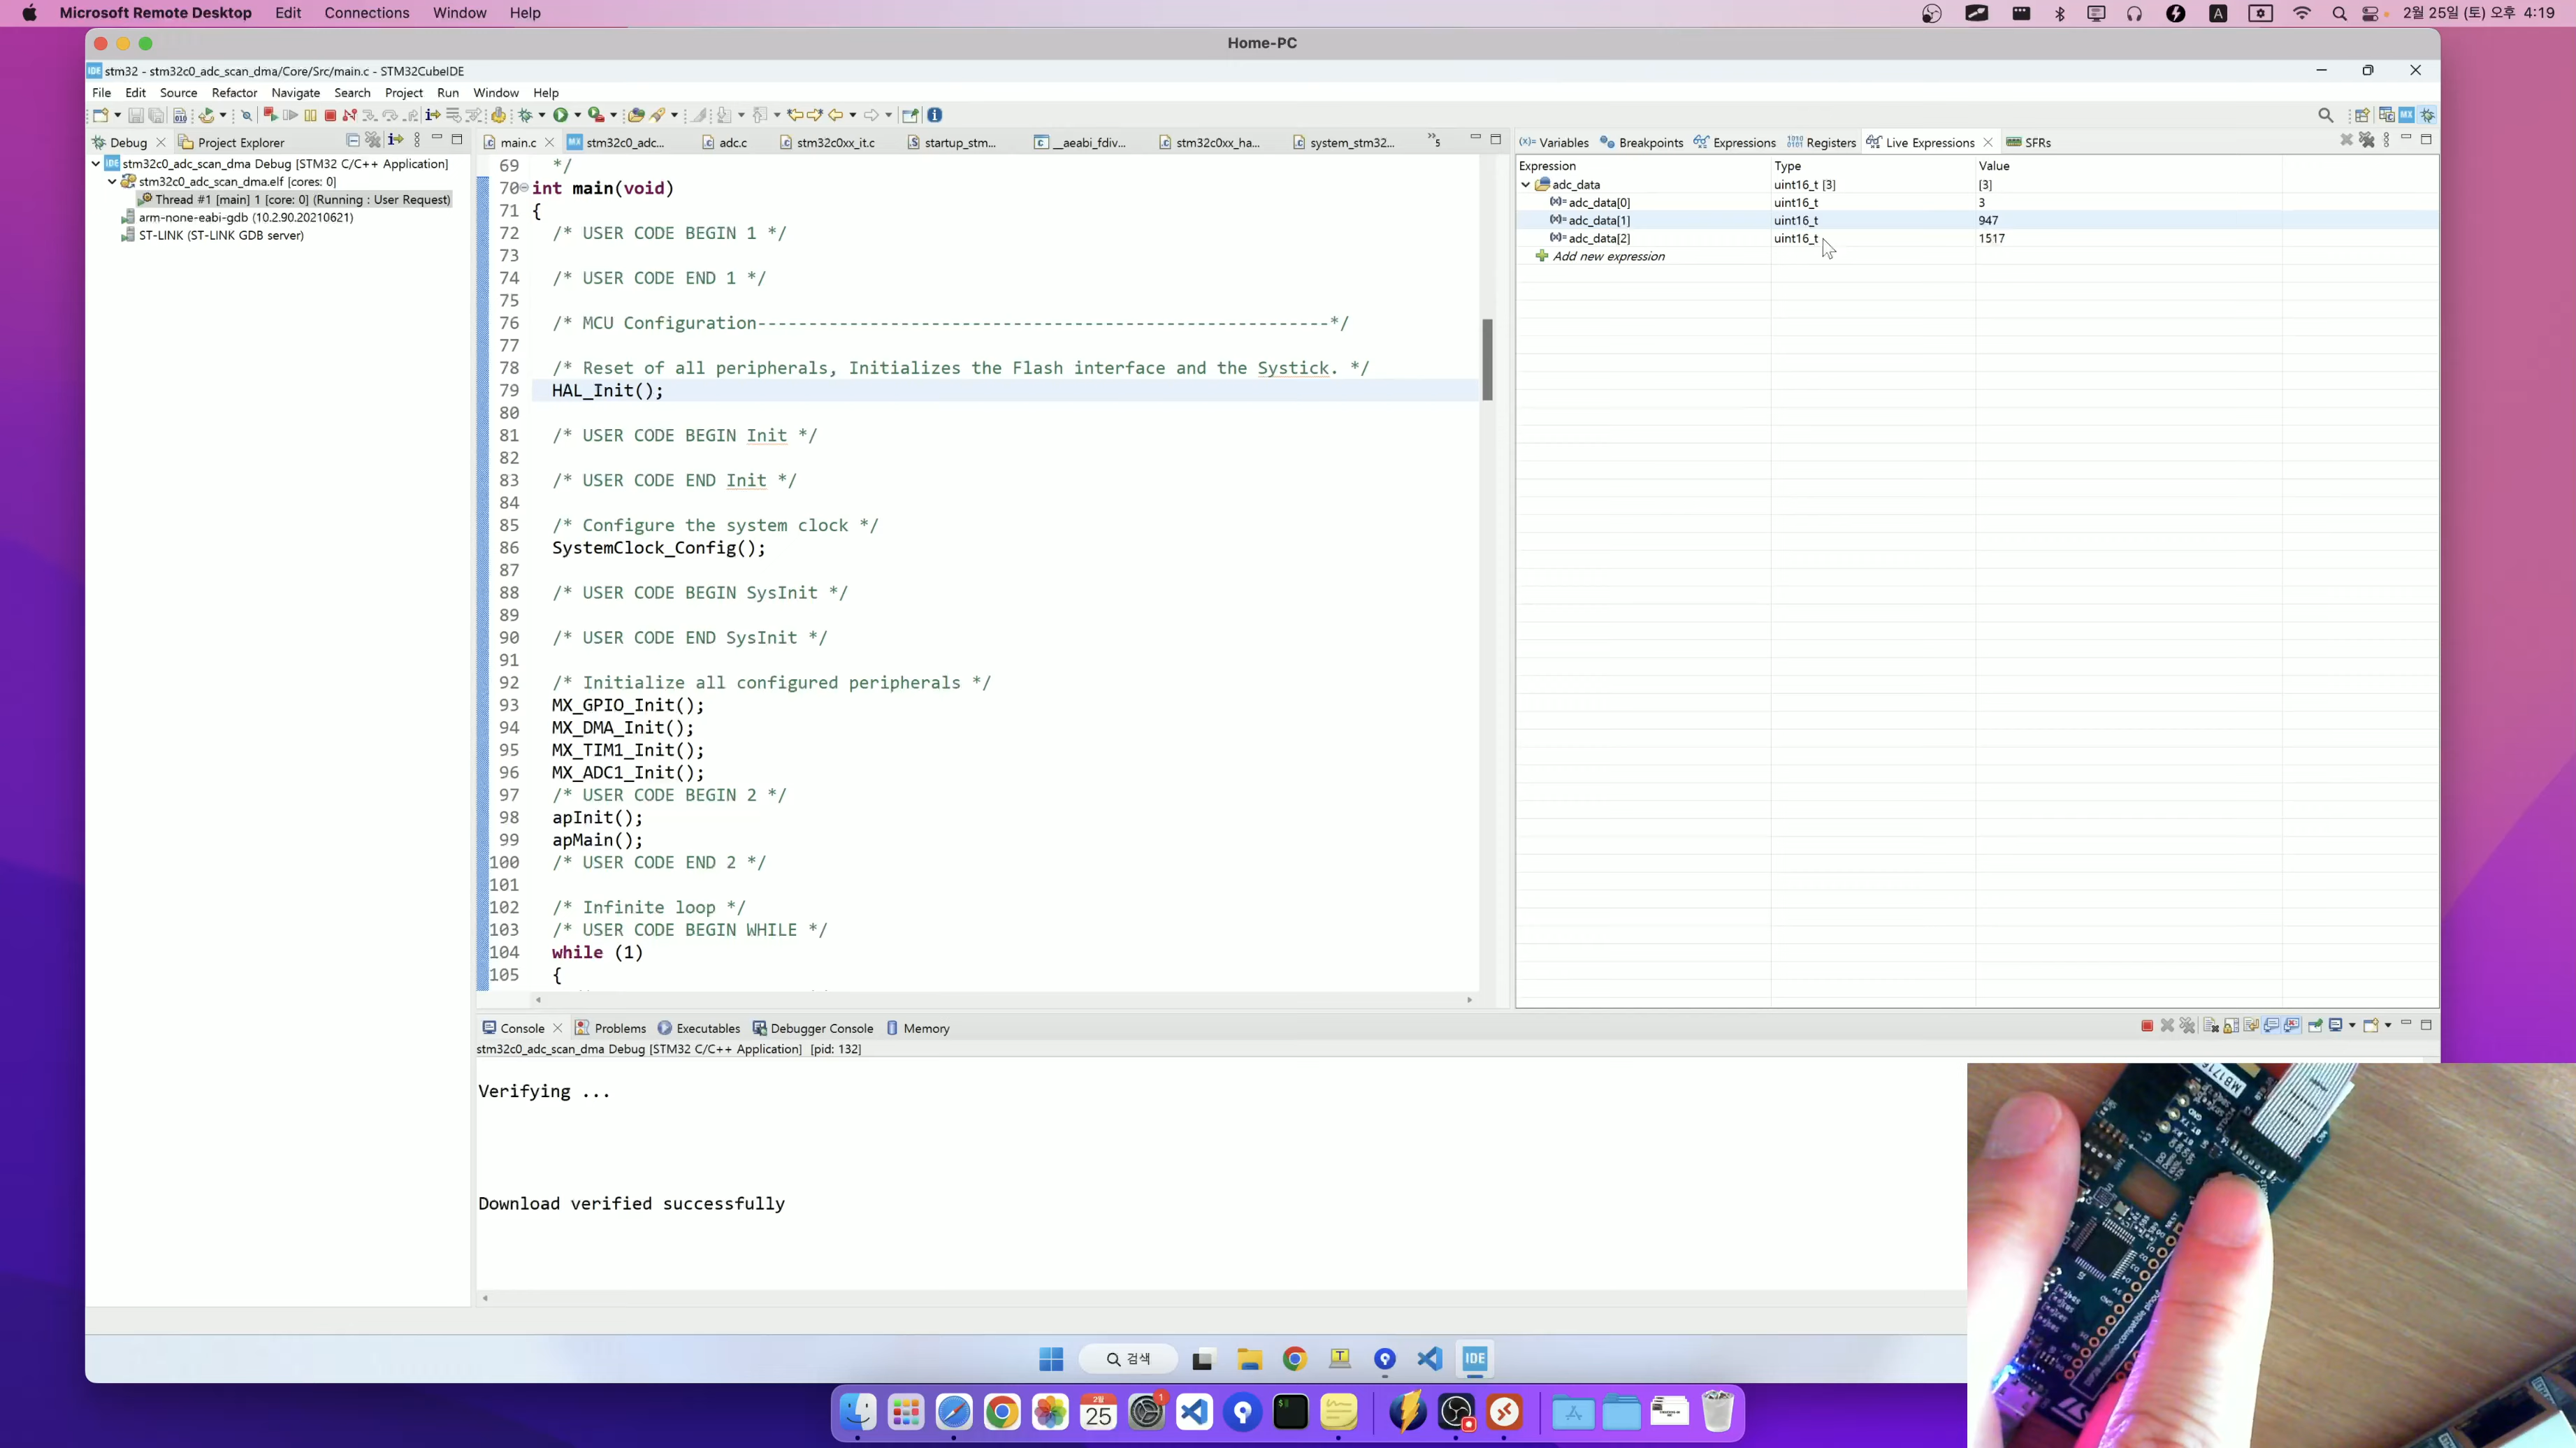 Microsoft Remote Desktop Edit Connections Window Help
A 2월 25일 (토) 오후 4:19
Home-PC
IDE stm32 - stm32c0_adc_scan_dma/Core/Src/main.c - STM32CubeIDE
File Edit Source Refactor Navigate Search Project Run Window Help
Debug Project Explorer
IDE stm32c0_adc_scan_dma Debug [STM32 C/C++ Application]
stm32c0_adc_scan_dma.elf [cores: 0]
Thread #1 [main] 1 [core: 0] (Running : User Request)
arm-none-eabi-gdb (10.2.90.20210621)
ST-LINK (ST-LINK GDB server)
main.c MX stm32c0_adc... adc.c stm32c0xx_it.c startup_stm... __aeabi_fdiv... stm32c0xx_ha... system_stm32... »5
69 */
70 int main(void)
71 {
72 /* USER CODE BEGIN 1 */
73
74 /* USER CODE END 1 */
75
76 /* MCU Configuration--------------------------------------------------------*/
77
78 /* Reset of all peripherals, Initializes the Flash interface and the Systick. */
79 HAL_Init();
80
81 /* USER CODE BEGIN Init */
82
83 /* USER CODE END Init */
84
85 /* Configure the system clock */
86 SystemClock_Config();
87
88 /* USER CODE BEGIN SysInit */
89
90 /* USER CODE END SysInit */
91
92 /* Initialize all configured peripherals */
93 MX_GPIO_Init();
94 MX_DMA_Init();
95 MX_TIM1_Init();
96 MX_ADC1_Init();
97 /* USER CODE BEGIN 2 */
98 apInit();
99 apMain();
100 /* USER CODE END 2 */
101
102 /* Infinite loop */
103 /* USER CODE BEGIN WHILE */
104 while (1)
105 {
(x)= Variables Breakpoints Expressions Registers Live Expressions SFRs
Expression Type Value
adc_data uint16_t [3] [3]
(x)= adc_data[0] uint16_t 3
(x)= adc_data[1] uint16_t 947
(x)= adc_data[2] uint16_t 1517
Add new expression
Console Problems Executables Debugger Console Memory
stm32c0_adc_scan_dma Debug [STM32 C/C++ Application] [pid: 132]
Verifying ...
Download verified successfully
MB1716
검색
IDE
2월
25
1